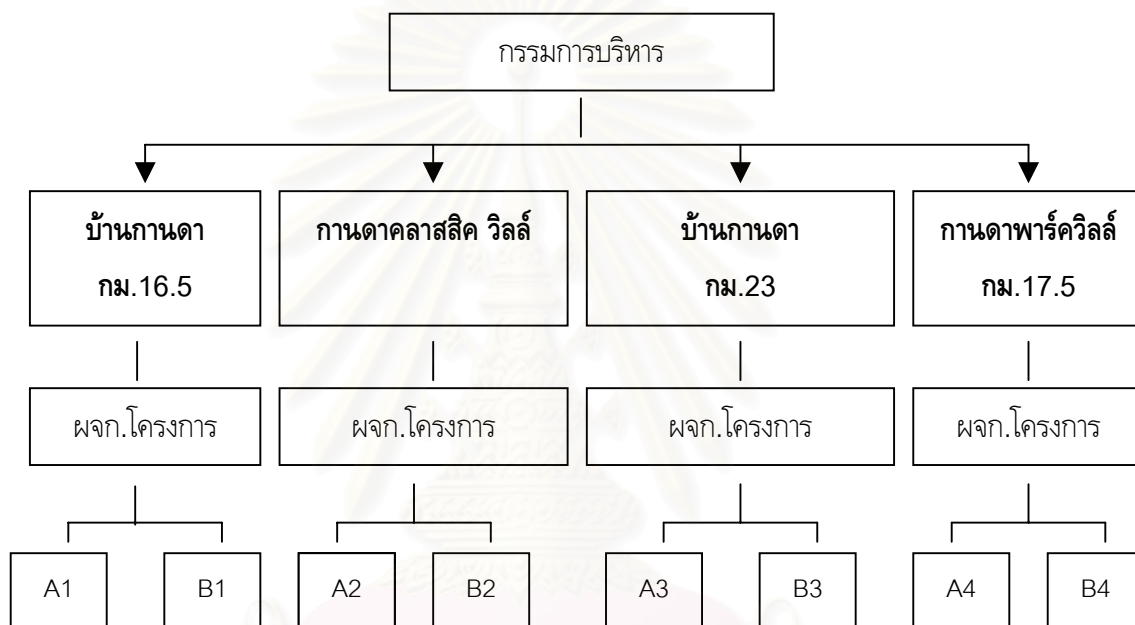 กรรมการบริหาร
บ้านกานดา
กม.16.5
กานดาคลาสสิค วิลล์
บ้านกานดา
กม.23
กานดาพาร์ควิลล์
กม.17.5
ผจก.โครงการ
ผจก.โครงการ
ผจก.โครงการ
ผจก.โครงการ
A1
B1
A2
B2
A3
B3
A4
B4